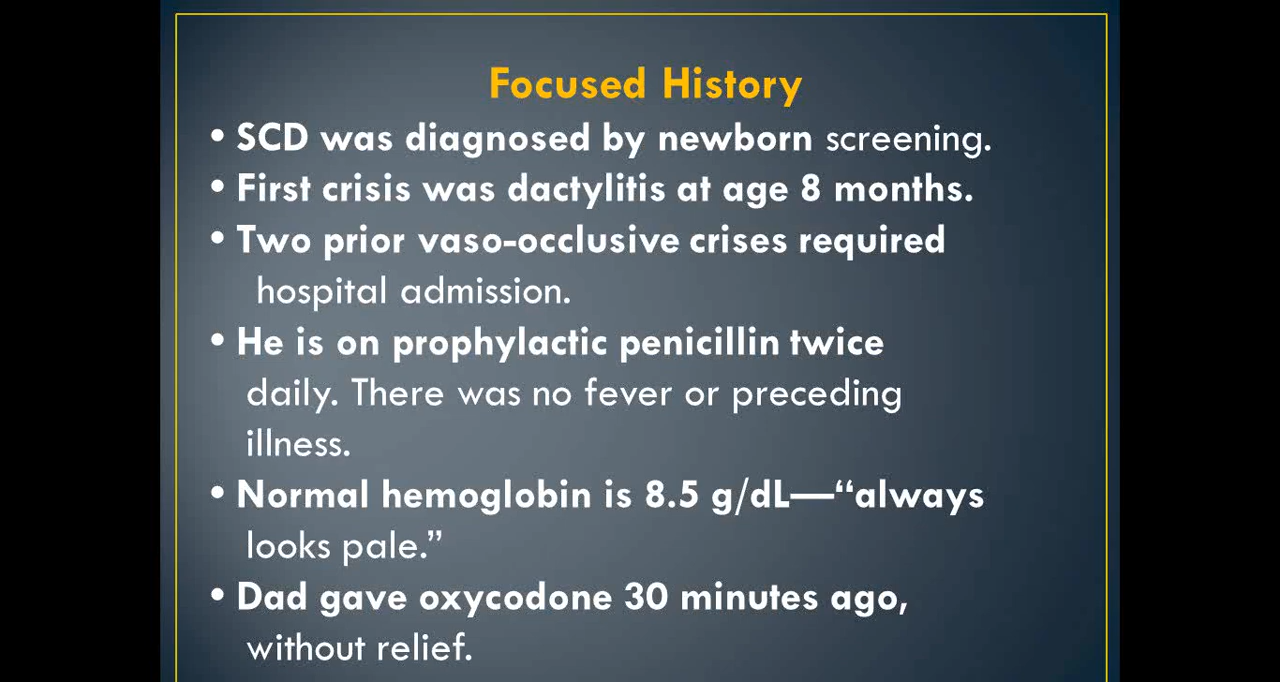 Focused History
• SCD was diagnosed by newborn screening.
• First crisis was dactylitis at age 8 months.
• Two prior vaso-occlusive crises required
hospital admission.
• He is on prophylactic penicillin twice
daily. There was no fever or preceding
illness.
• Normal hemoglobin is 8.5 g/dL—“always
looks pale.”
• Dad gave oxycodone 30 minutes ago,
without relief.